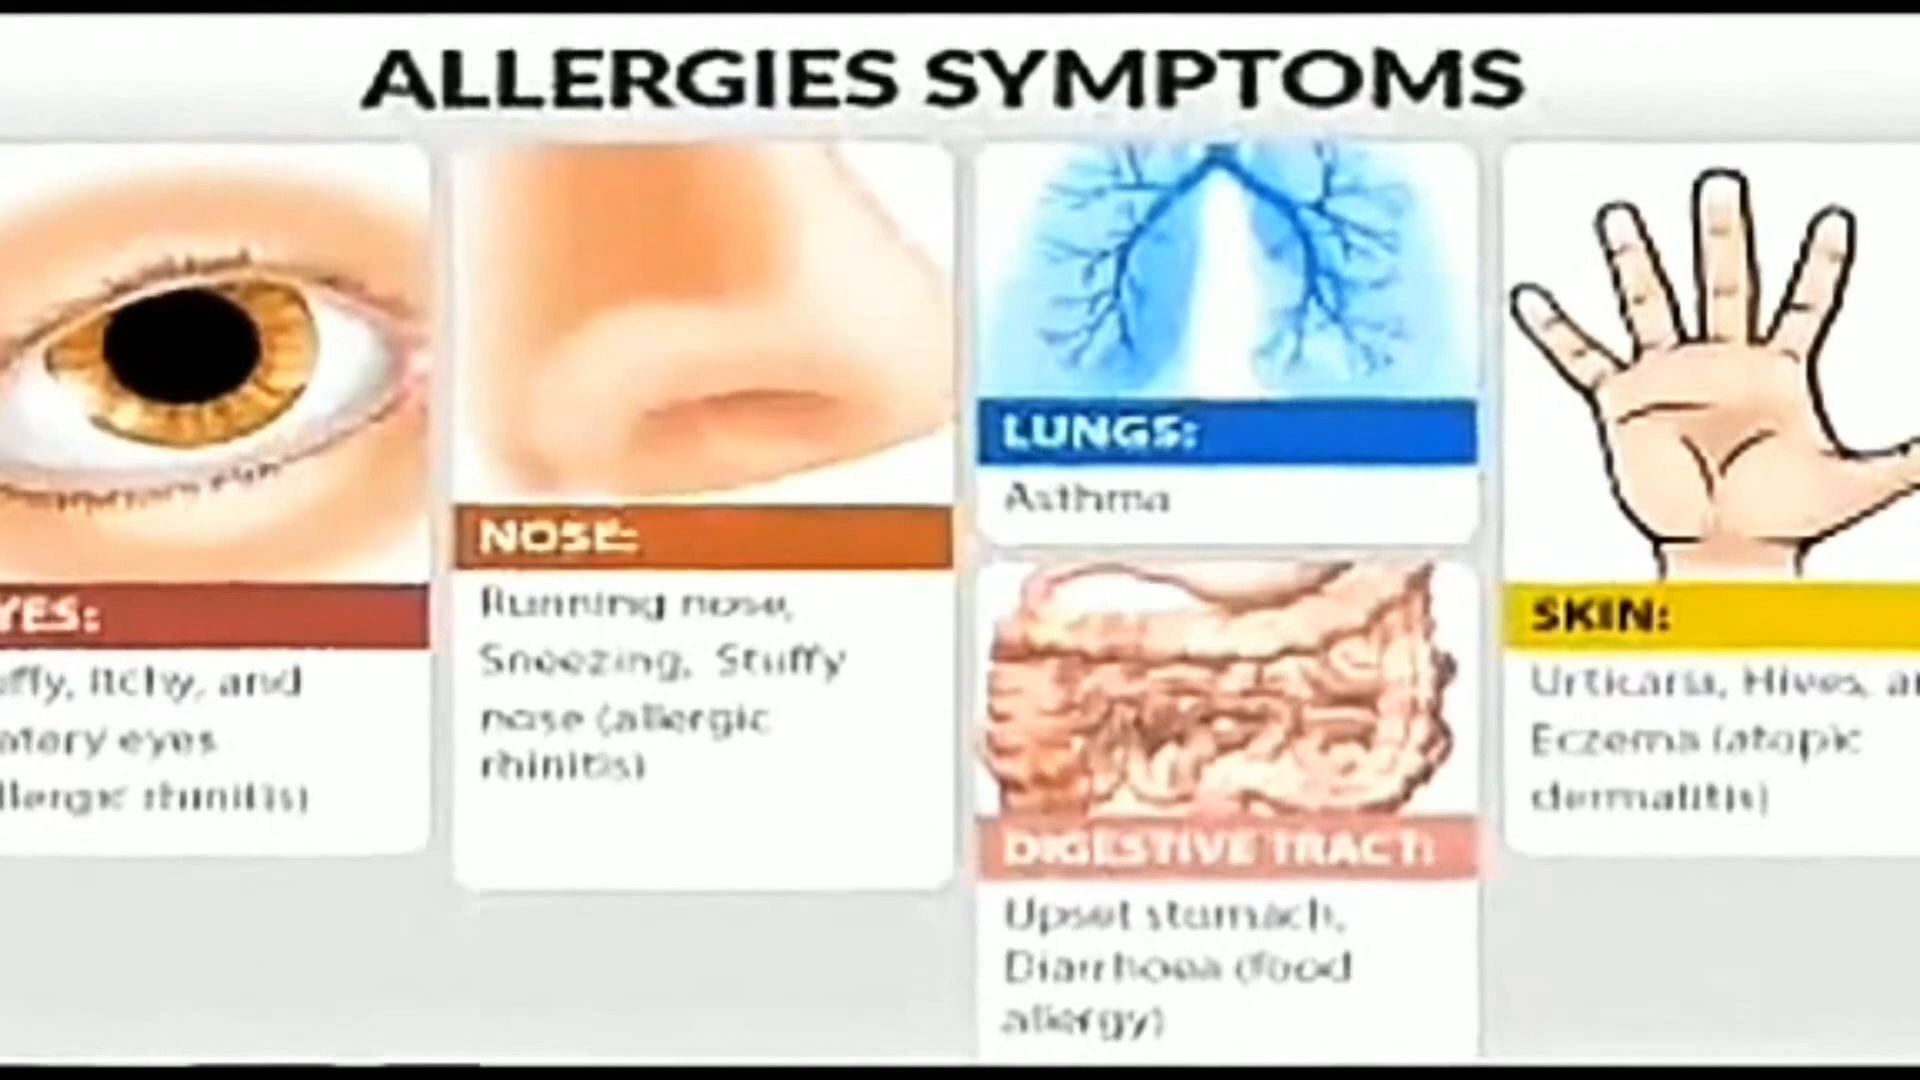 ALLERGIES SYMPTOMS
YES:
ffy, Itchy, and
atery eyes
llergic rhinitis)
NOSE:
Running nose,
Sneezing, Stuffy
nose (allergic
rhinitis)
LUNGS:
Asthma
DIGESTIVE TRACT:
Upset stomach,
Diarrhoea (food
allergy)
SKIN:
Urticaria, Hives, an
Eczema (atopic
dermatitis)